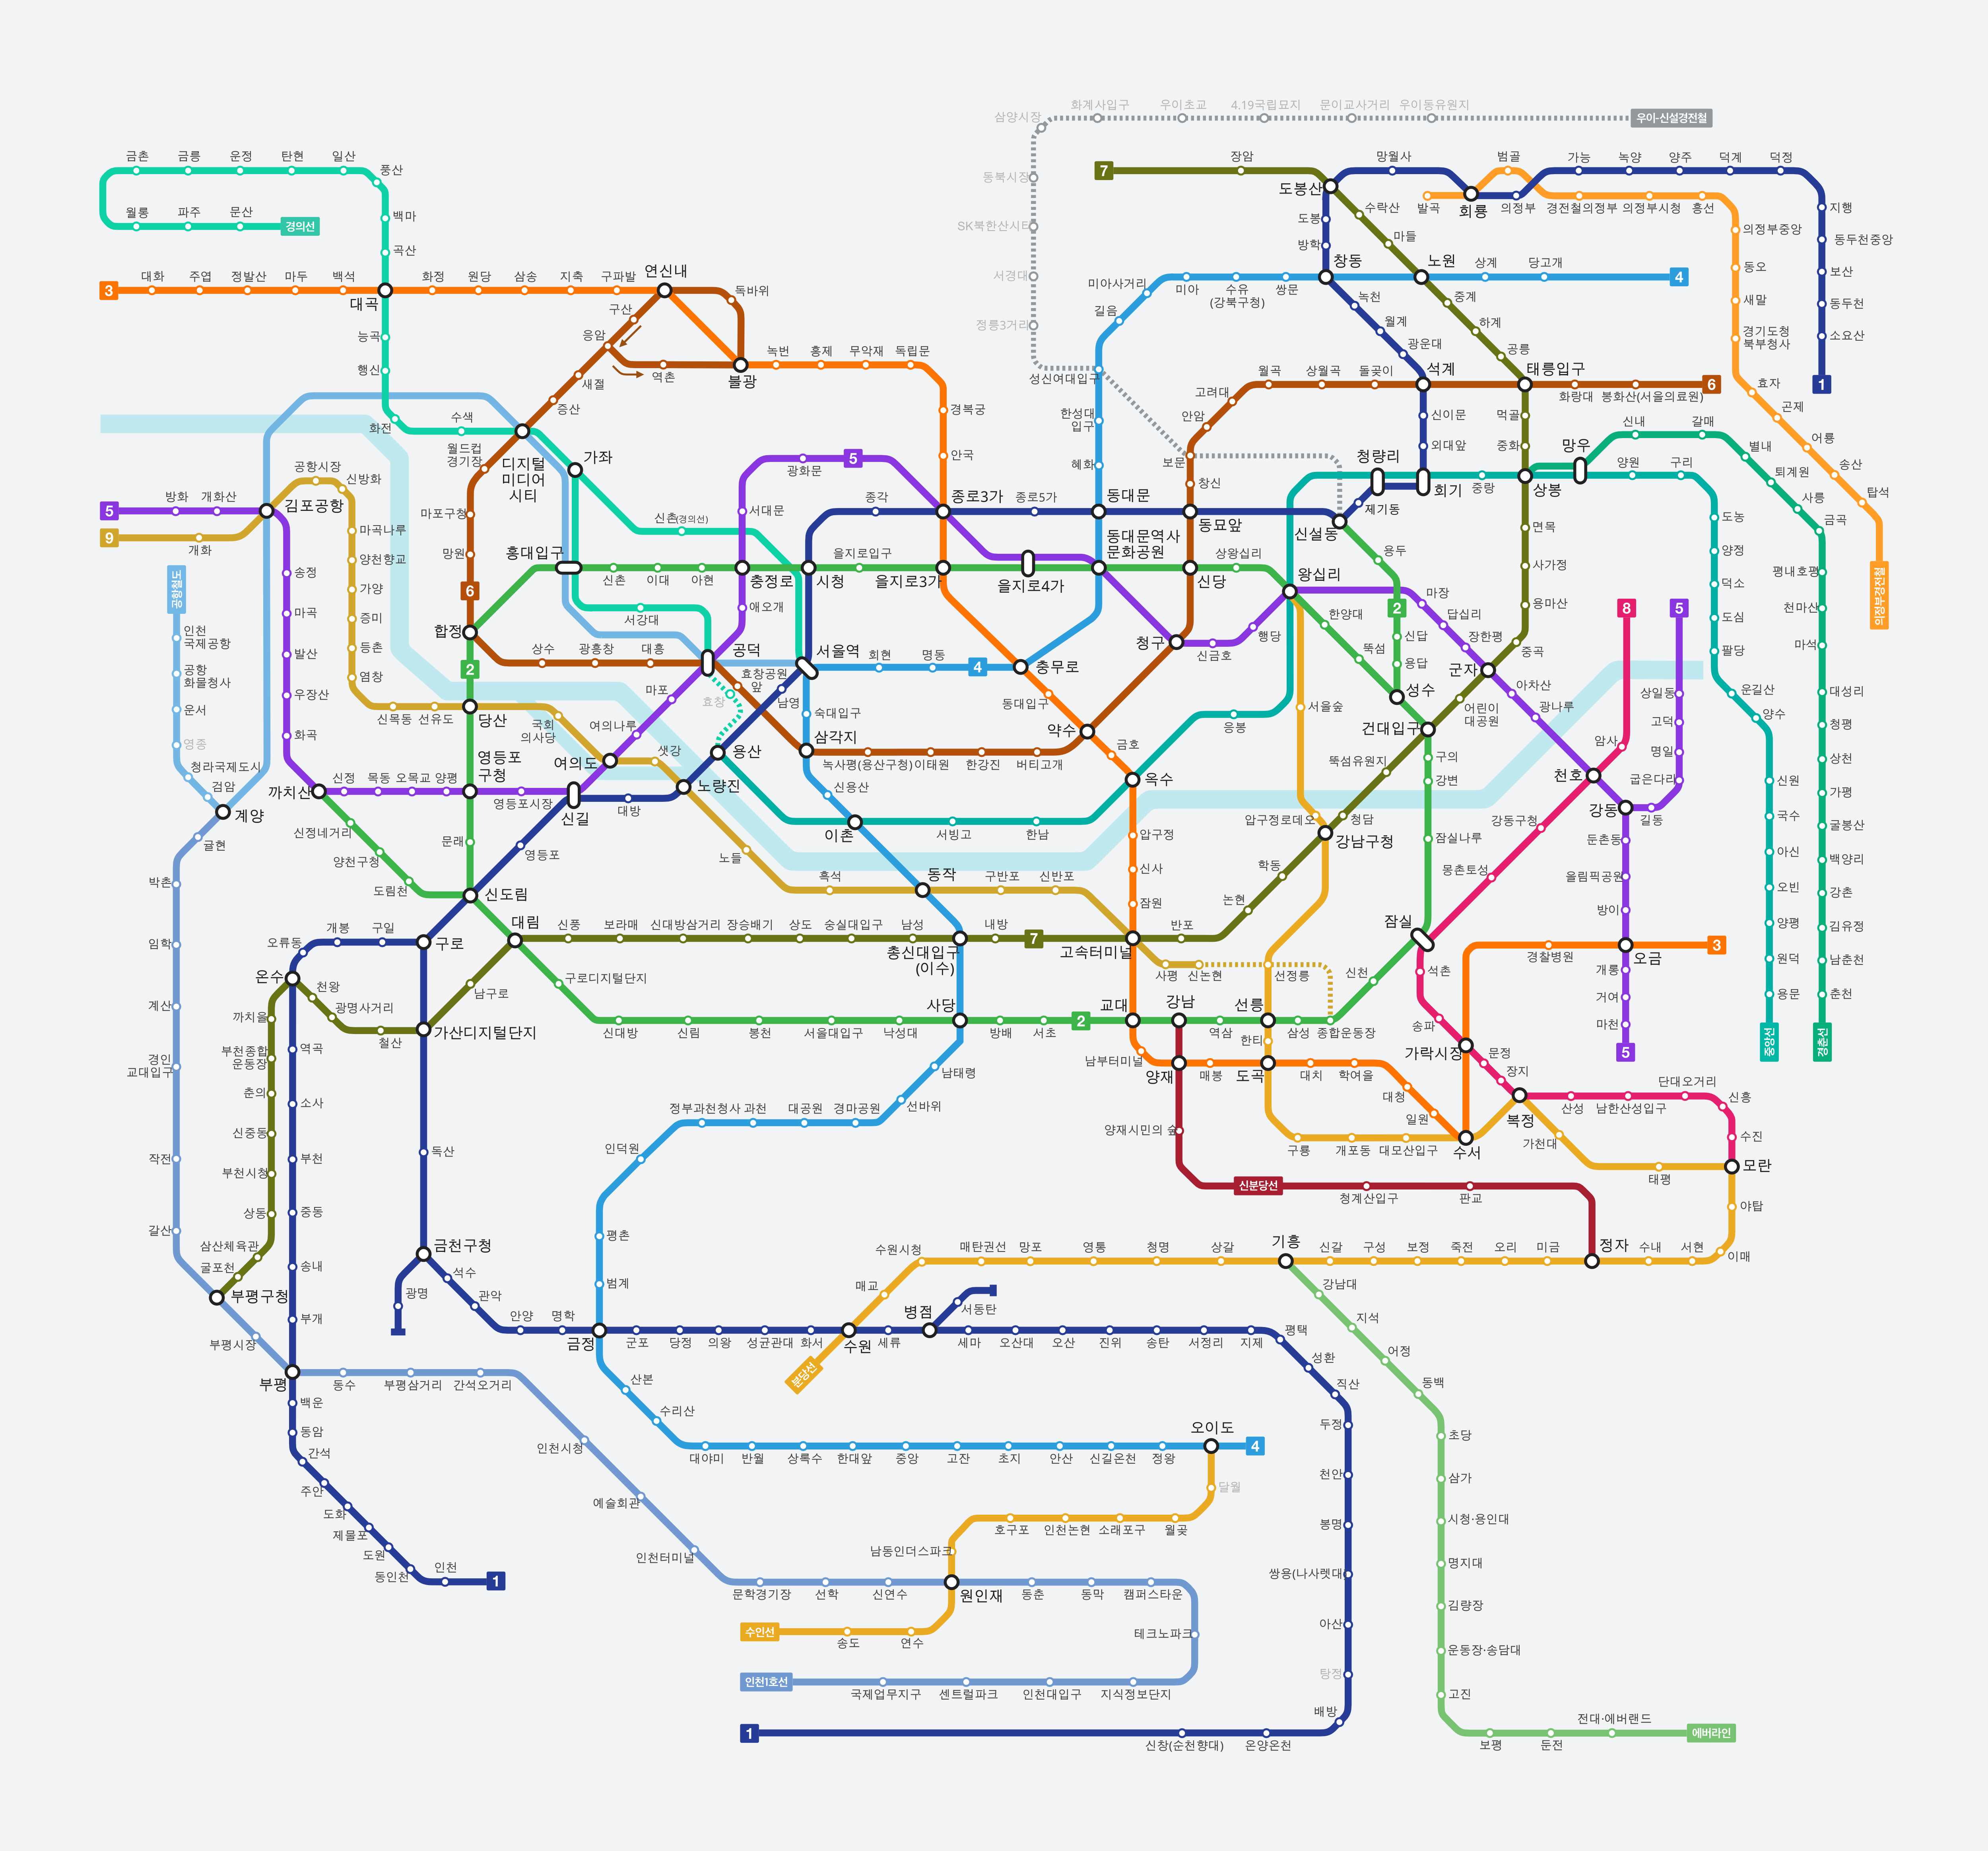 화계사입구 우이초교 4.19국립묘지 문이교사거리 우이동유원지
우이-신설경전철
삼양시장
동북시장
SK북한산시티
서경대
정릉3거리
금촌 금릉 운정 탄현 일산
풍산
월롱 파주 문산 경의선
백마
곡산
3 대화 주엽 정발산 마두 백석
대곡
화정 원당 삼송 지축 구파발
연신내
독바위
구산
응암
역촌
불광
새절
증산
녹번 홍제 무악재 독립문
능곡
행신
화전
수색
월드컵
경기장
디지털
미디어
시티
가좌
마포구청
망원
6
합정
2
7 장암
도봉산
망월사
회룡
범골
발곡
의정부
가능 녹양 양주 덕계 덕정
경전철의정부 의정부시청 흥선
지행
동두천중앙
보산
동두천
소요산
1
의정부중앙
동오
새말
경기도청
북부청사
효자
곤제
어룡
송산
탑석
의정부경전철
도봉
방학
수락산
마들
창동
노원
상계 당고개
4
미아사거리
미아
수유
(강북구청)
쌍문
길음
성신여대입구
한성대
입구
혜화
녹천
월계
광운대
석계
중계
하계
공릉
태릉입구
월곡 상월곡 돌곶이
고려대
안암
보문
창신
화랑대 봉화산(서울의료원) 6
신이문
외대앞
먹골
중화
망우
신내 갈매
별내
퇴계원
사릉
금곡
양원 구리
청량리
회기
중랑
상봉
제기동
신설동
경복궁
안국
5
광화문
서대문
종각
종로3가
종로5가
동대문
동묘앞
5 방화 개화산
김포공항
공항시장
신방화
9 개화
마곡나루
양천향교
가양
증미
등촌
염창
송정
마곡
발산
우장산
화곡
까치산
공항철도
인천
국제공항
공항
화물청사
운서
영종
청라국제도시
검암
계양
귤현
신촌(경의선)
홍대입구
신촌 이대 아현
충정로
시청
을지로입구
을지로3가
을지로4가
동대문역사
문화공원
신당
상왕십리
왕십리
서강대
애오개
상수 광흥창 대흥
공덕
효창공원
앞
효창
마포
서울역
회현 명동
4
충무로
남영
숙대입구
삼각지
녹사평(용산구청) 이태원 한강진 버티고개
동대입구
약수
금호
옥수
응봉
청구
신금호
행당
용두
2
신답
용답
성수
한양대
뚝섬
마장
답십리
장한평
군자
면목
사가정
용마산
중곡
어린이
대공원
아차산
광나루
건대입구
서울숲
구의
강변
잠실나루
뚝섬유원지
청담
압구정로데오
강남구청
학동
논현
8
5
암사
천호
강동
상일동
고덕
명일
굽은다리
길동
강동구청
몽촌토성
둔촌동
올림픽공원
방이
잠실
석촌
신천
송파
도농
양정
덕소
도심
팔당
운길산
양수
신원
국수
아신
오빈
양평
원덕
용문
중앙선
평내호평
천마산
마석
대성리
청평
상천
가평
굴봉산
백양리
강촌
김유정
남춘천
춘천
경춘선
신목동 선유도
당산
국회
의사당
여의나루
여의도
샛강
영등포
구청
신정 목동 오목교 양평
영등포시장
신길
대방
노량진
용산
신용산
이촌
서빙고 한남
신정네거리
양천구청
도림천
문래
영등포
신도림
노들
흑석
동작
구반포 신반포
압구정
신사
잠원
대림
신풍 보라매 신대방삼거리 장승배기 상도 숭실대입구 남성
총신대입구
(이수)
내방
7
고속터미널
반포
사평 신논현
선정릉
개봉 구일
오류동
구로
온수
천왕
광명사거리
철산
남구로
가산디지털단지
구로디지털단지
신대방 신림 봉천 서울대입구 낙성대
사당
방배 서초
2
교대
강남
역삼
선릉
삼성 종합운동장
한티
남부터미널
양재
매봉
도곡
대치 학여울
대청
일원
수서
경찰병원
오금
3
개롱
거여
마천
5
가락시장
문정
장지
복정
산성 남한산성입구
단대오거리
신흥
수진
모란
가천대
태평
야탑
이매
구룡 개포동 대모산입구
양재시민의 숲
신분당선
청계산입구 판교
정자
수내 서현
박촌
임학
계산
경인
교대입구
작전
갈산
까치울
부천종합
운동장
춘의
신중동
부천시청
상동
삼산체육관
굴포천
부평구청
부평시장
부평
역곡
소사
부천
중동
송내
부개
독산
금천구청
광명
석수
관악
안양 명학
금정
남태령
선바위
정부과천청사 과천 대공원 경마공원
인덕원
평촌
범계
수원시청
매탄권선 망포 영통 청명 상갈
기흥
신갈 구성 보정 죽전 오리 미금
매교
분당선
군포 당정 의왕 성균관대 화서
수원
세류
병점
서동탄
세마 오산대 오산 진위 송탄 서정리 지제
평택
성환
직산
두정
천안
봉명
쌍용(나사렛대)
아산
탕정
배방
신창(순천향대) 온양온천
1
강남대
지석
어정
동백
초당
삼가
시청·용인대
명지대
김량장
운동장·송담대
고진
보평 둔전
전대·에버랜드
에버라인
동수 부평삼거리 간석오거리
백운
동암
간석
주안
도화
제물포
도원
동인천
인천
1
인천시청
예술회관
인천터미널
산본
수리산
대야미 반월 상록수 한대앞 중앙 고잔 초지 안산 신길온천 정왕
오이도
4
달월
호구포 인천논현 소래포구 월곶
남동인더스파크
문학경기장 선학 신연수
원인재
동춘 동막 캠퍼스타운
수인선
송도 연수
테크노파크
인천1호선
국제업무지구 센트럴파크 인천대입구 지식정보단지